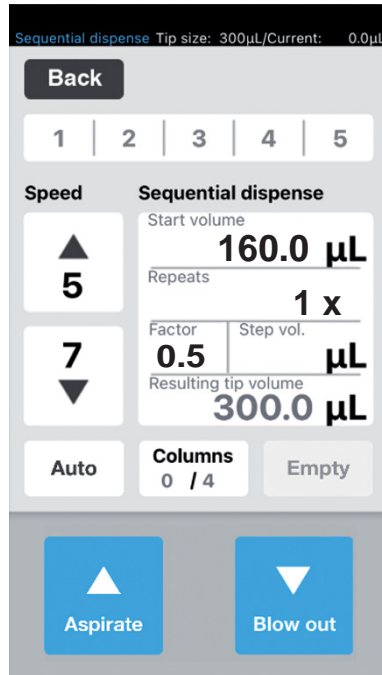 Sequential dispense Tip size: 300µL/Current: 0.0µL
Back
1 2 3 4 5
Speed Sequential dispense
Start volume
160.0 µL
5
Repeats
1 x
Factor Step vol.
7 0.5 µL
Resulting tip volume
300.0 µL
Auto Columns Empty
0 / 4
Aspirate Blow out